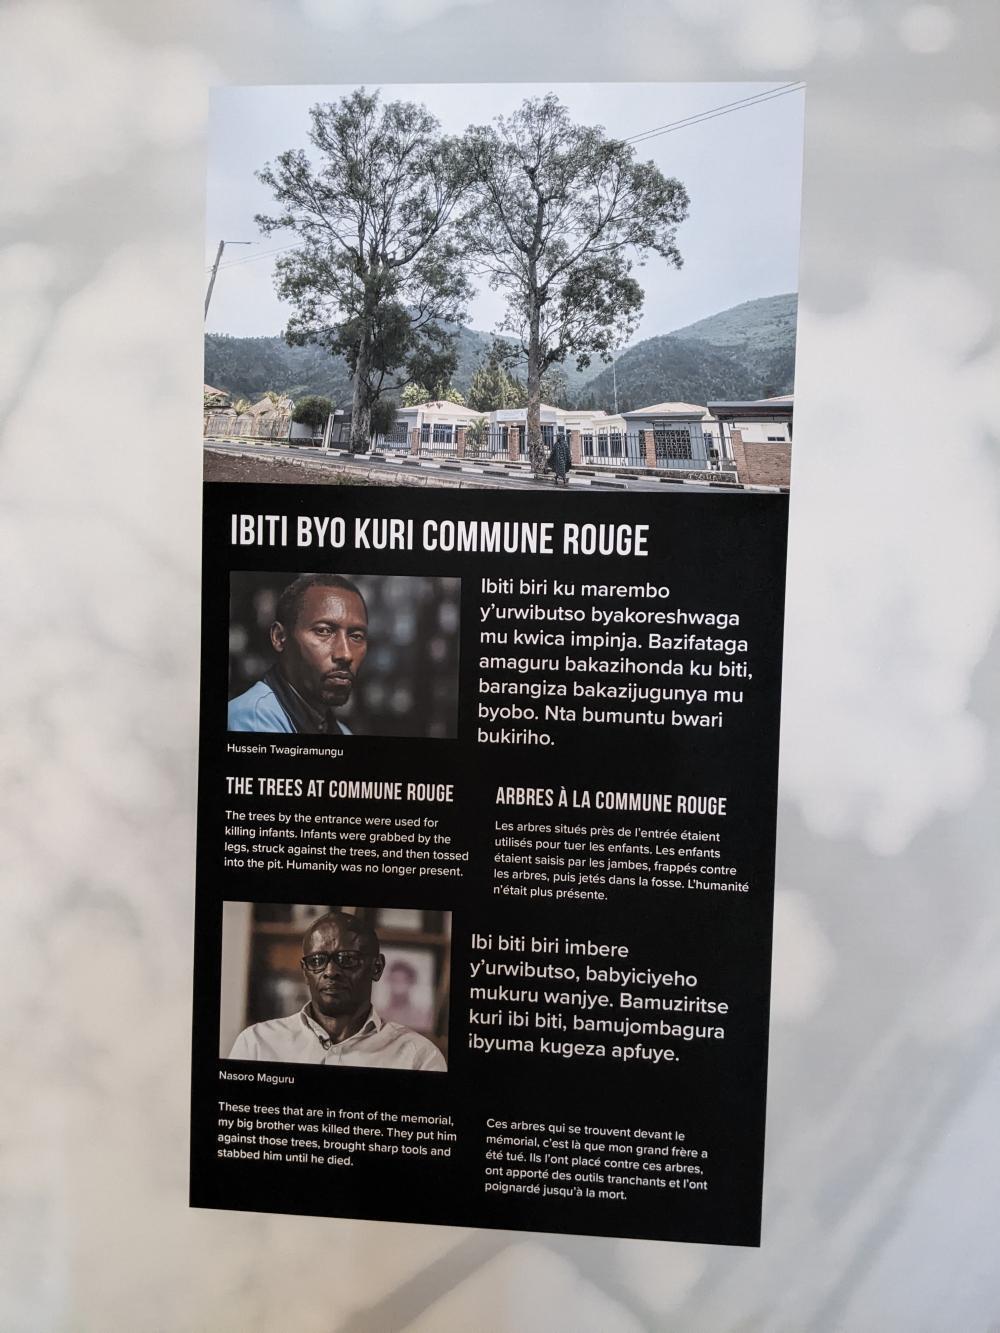 IBITI BYO KURI COMMUNE ROUGE
Ibiti biri ku marembo
y'urwibutso byakoreshwaga
mu kwica impinja. Bazifataga
amaguru bakazihonda ku biti,
barangiza bakazijugunya mu
byobo. Nta bumuntu bwari
bukiriho.
Hussein Twagiramungu
THE TREES AT COMMUNE ROUGE
The trees by the entrance were used for
killing infants. Infants were grabbed by the
legs, struck against the trees, and then tossed
into the pit. Humanity was no longer present.
ARBRES À LA COMMUNE ROUGE
Les arbres situés près de l'entrée étaient
utilisés pour tuer les enfants. Les enfants
étaient saisis par les jambes, frappés contre
les arbres, puis jetés dans la fosse. L'humanité
n'était plus présente.
Ibi biti biri imbere
y'urwibutso, babyiciyeho
mukuru wanjye. Bamuziritse
kuri ibi biti, bamujombagura
ibyuma kugeza apfuye.
Nasoro Maguru
These trees that are in front of the memorial,
my big brother was killed there. They put him
against those trees, brought sharp tools and
stabbed him until he died.
Ces arbres qui se trouvent devant le
mémorial, c'est là que mon grand frère a
été tué. Ils l'ont placé contre ces arbres,
ont apporté des outils tranchants et l'ont
poignardé jusqu'à la mort.